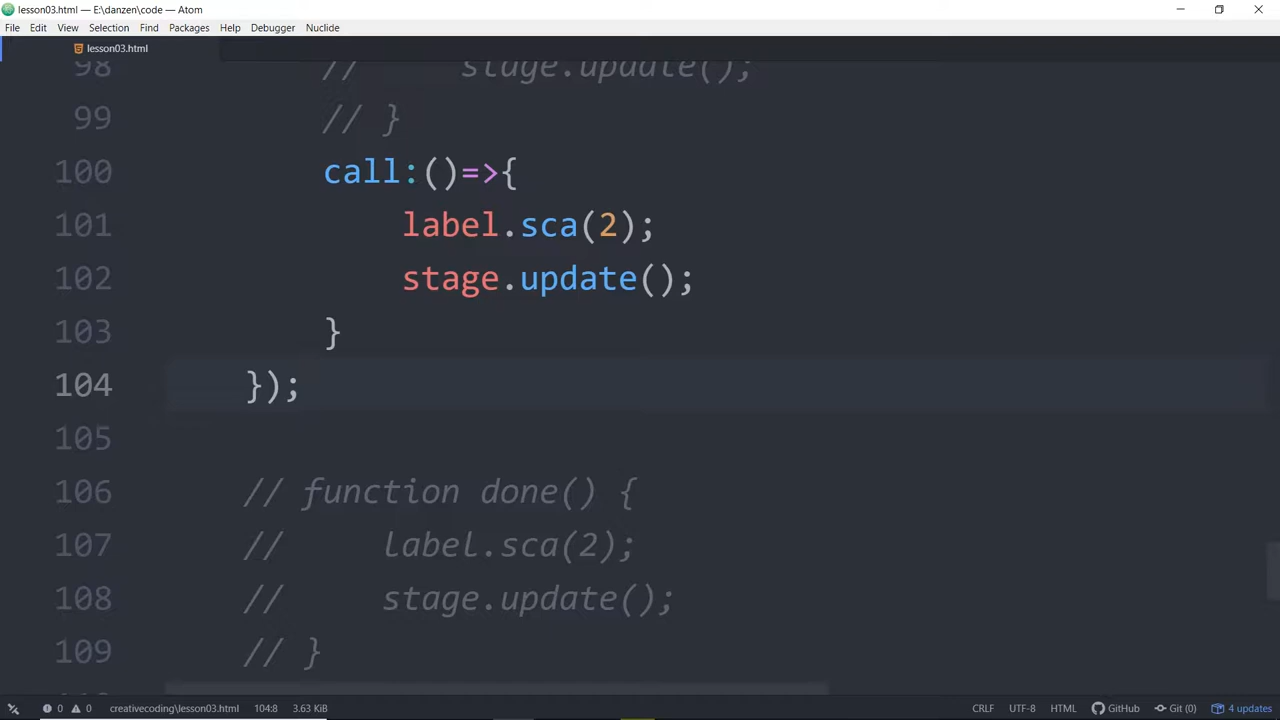 lesson03.html — E:\danzen\code — Atom
File Edit View Selection Find Packages Help Debugger Nuclide
lesson03.html
98 // stage.update();
99 // }
100 call:()=>{
101 label.sca(2);
102 stage.update();
103 }
104 });
105
106 // function done() {
107 // label.sca(2);
108 // stage.update();
109 // }
0 0 creativecoding\lesson03.html 104:8 3.63 KiB CRLF UTF-8 HTML GitHub Git (0) 4 updates